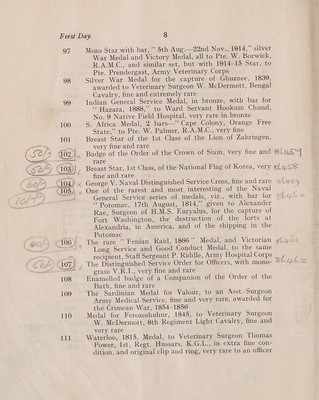 First Day
8
97 Mons Star with bar, "5th Aug.—22nd Nov., 1914," silver
War Medal and Victory Medal, all to Pte. W. Borwick,
R.A.M.C., and similar set, but with 1914-15 Star, to
Pte. Prendergast, Army Veterinary Corps
98 Silver War Medal for the capture of Ghuznee, 1839,
awarded to Veterinary Surgeon W. McDermott, Bengal
Cavalry, fine and extremely rare
99 Indian General Service Medal, in bronze, with bar for
"Hazara, 1888," to Ward Servant Hookum Chund,
No. 9 Native Field Hospital, very rare in bronze
100 S. Africa Medal, 2 bars—"Cape Colony, Orange Free
State," to Pte. W. Palmer, R.A.M.C., very fine
101 Breast Star of the 1st Class of the Lion of Zahringen,
very fine and rare
50/- 102 Badge of the Order of the Crown of Siam, very fine and 86457
rare
50/- 103 Breast Star, 1st Class, of the National Flag of Korea, very 86458
fine and rare
104 George V. Naval Distinguished Service Cross, fine and rare
105 One of the rarest and most interesting of the Naval
General Service series of medals, viz., with bar for
"Potomac, 17th August, 1814," given to Alexander
Rae, Surgeon of H.M.S. Euryalus, for the capture of
Fort Washington, the destruction of the forts at
Alexandria, in America, and of the shipping in the
Potomac
106 The rare "Fenian Raid, 1866" Medal, and Victorian
Long Service and Good Conduct Medal, to the same
recipient, Staff Sergeant P. Riddle, Army Hospital Corps
107 The Distinguished Service Order for Officers, with mono-
gram V.R.I., very fine and rare 86462
108 Enamelled badge of a Companion of the Order of the
Bath, fine and rare
109 The Sardinian Medal for Valour, to an Asst.-Surgeon
Army Medical Service, fine and very rare, awarded for
the Crimean War, 1854-1856
110 Medal for Ferozeshuhur, 1845, to Veterinary Surgeon
W. McDermott, 8th Regiment Light Cavalry, fine and
very rare
111 Waterloo, 1815, Medal, to Veterinary Surgeon Thomas
Power, 1st. Regt. Hussars, K.G.L., in extra fine con-
dition, and original clip and ring, very rare to an officer